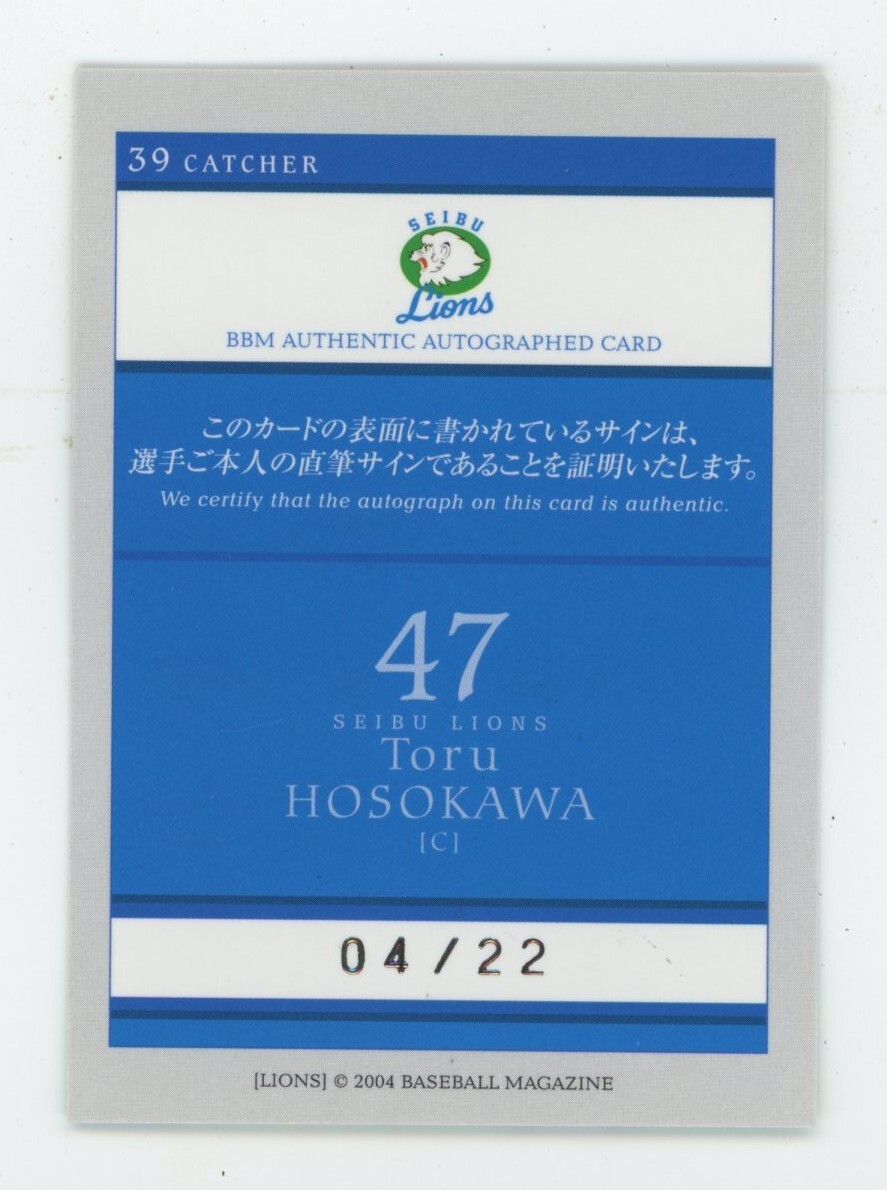 39 CATCHER
SEIBU
Lions
BBM AUTHENTIC AUTOGRAPHED CARD
このカードの表面に書かれているサインは、
選手ご本人の直筆サインであることを証明いたします。
We certify that the autograph on this card is authentic.
47
SEIBU LIONS
Toru
HOSOKAWA
[C]
04/22
[LIONS] © 2004 BASEBALL MAGAZINE